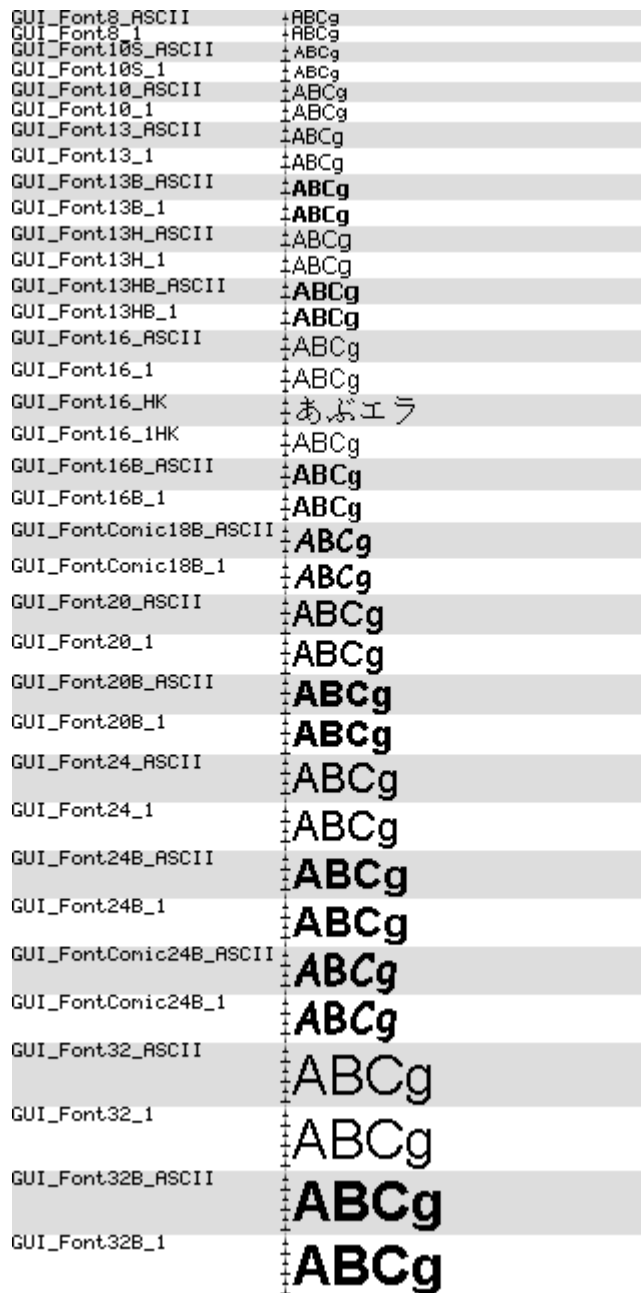 GUI_Font8_ASCII ABCg
GUI_Font8_1 ABCg
GUI_Font10S_ASCII ABCg
GUI_Font10S_1 ABCg
GUI_Font10_ASCII ABCg
GUI_Font10_1 ABCg
GUI_Font13_ASCII ABCg
GUI_Font13_1 ABCg
GUI_Font13B_ASCII ABCg
GUI_Font13B_1 ABCg
GUI_Font13H_ASCII ABCg
GUI_Font13H_1 ABCg
GUI_Font13HB_ASCII ABCg
GUI_Font13HB_1 ABCg
GUI_Font16_ASCII ABCg
GUI_Font16_1 ABCg
GUI_Font16_HK あぶエラ
GUI_Font16_1HK ABCg
GUI_Font16B_ASCII ABCg
GUI_Font16B_1 ABCg
GUI_FontComic18B_ASCII ABCg
GUI_FontComic18B_1 ABCg
GUI_Font20_ASCII ABCg
GUI_Font20_1 ABCg
GUI_Font20B_ASCII ABCg
GUI_Font20B_1 ABCg
GUI_Font24_ASCII ABCg
GUI_Font24_1 ABCg
GUI_Font24B_ASCII ABCg
GUI_Font24B_1 ABCg
GUI_FontComic24B_ASCII ABCg
GUI_FontComic24B_1 ABCg
GUI_Font32_ASCII ABCg
GUI_Font32_1 ABCg
GUI_Font32B_ASCII ABCg
GUI_Font32B_1 ABCg